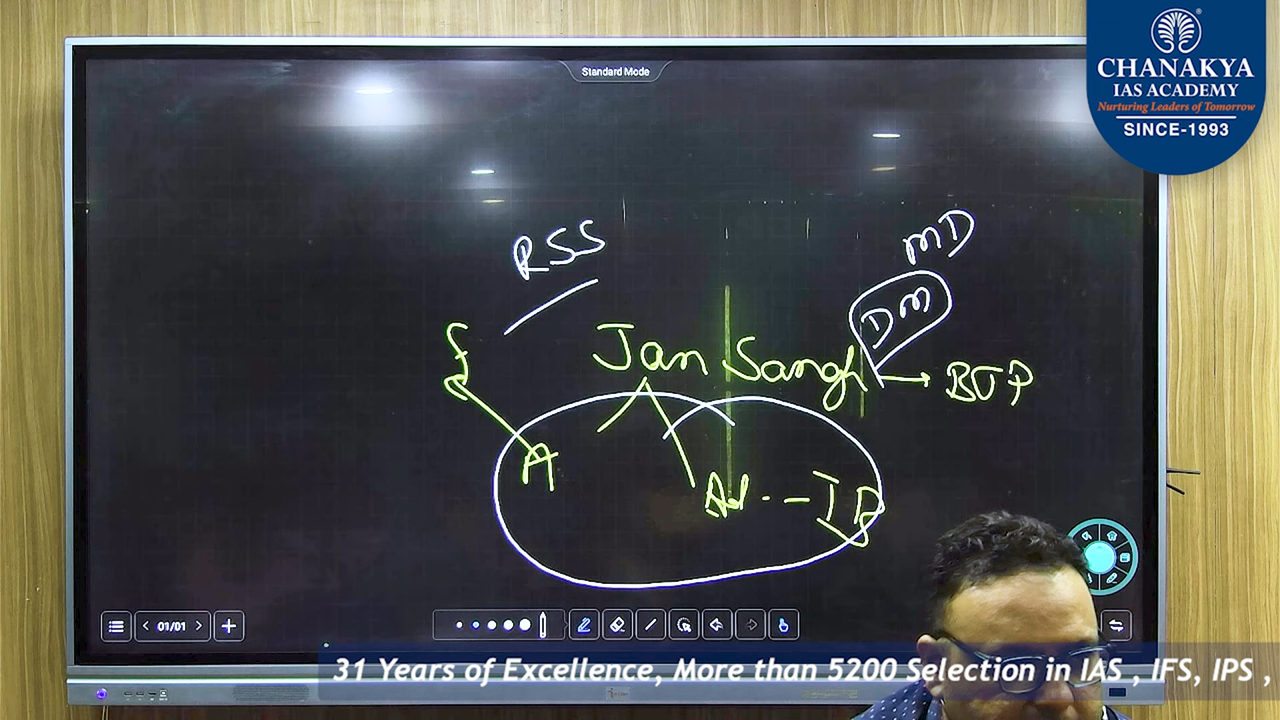 Standard Mode
CHANAKYA
IAS ACADEMY
Nurturing Leaders of Tomorrow
SINCE-1993
RSS
MD
DM
f
Jan Sangh
BJP
A
Ad -- I B
01/01
31 Years of Excellence, More than 5200 Selection in IAS , IFS, IPS ,